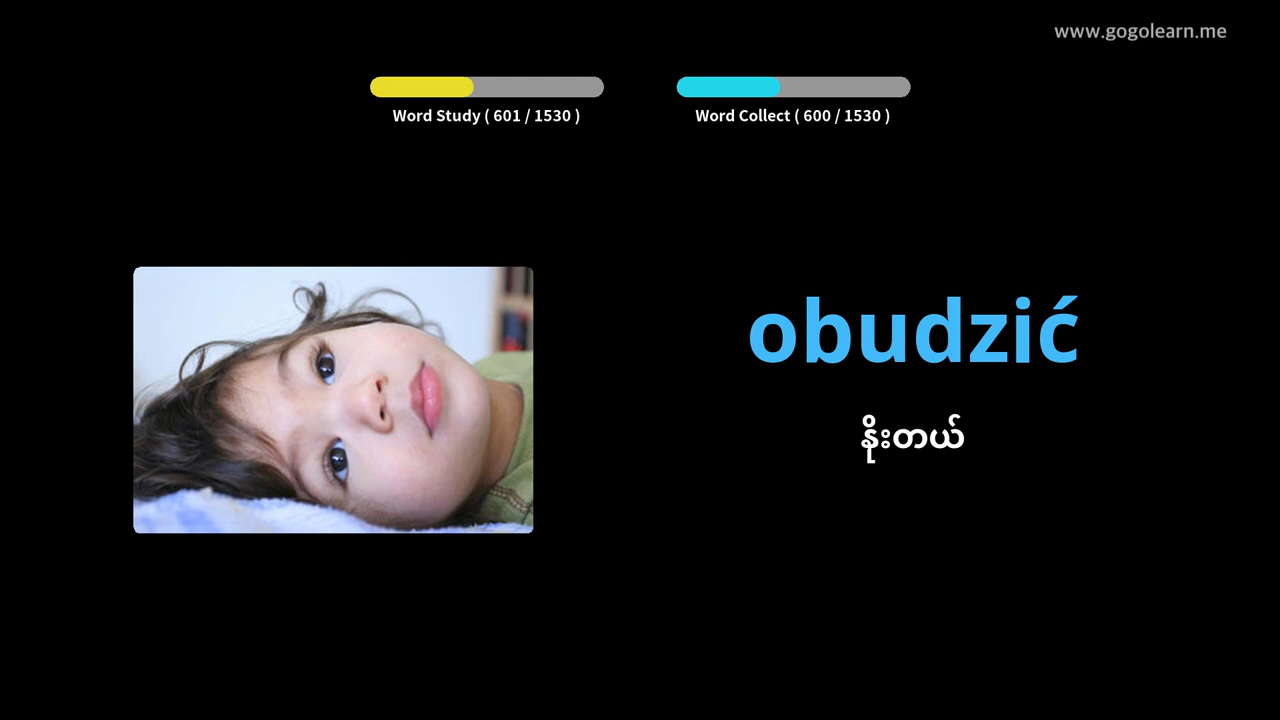 www.gogolearn.me
Word Study ( 601 / 1530 )
Word Collect ( 600 / 1530 )
obudzić
နိုးတယ်